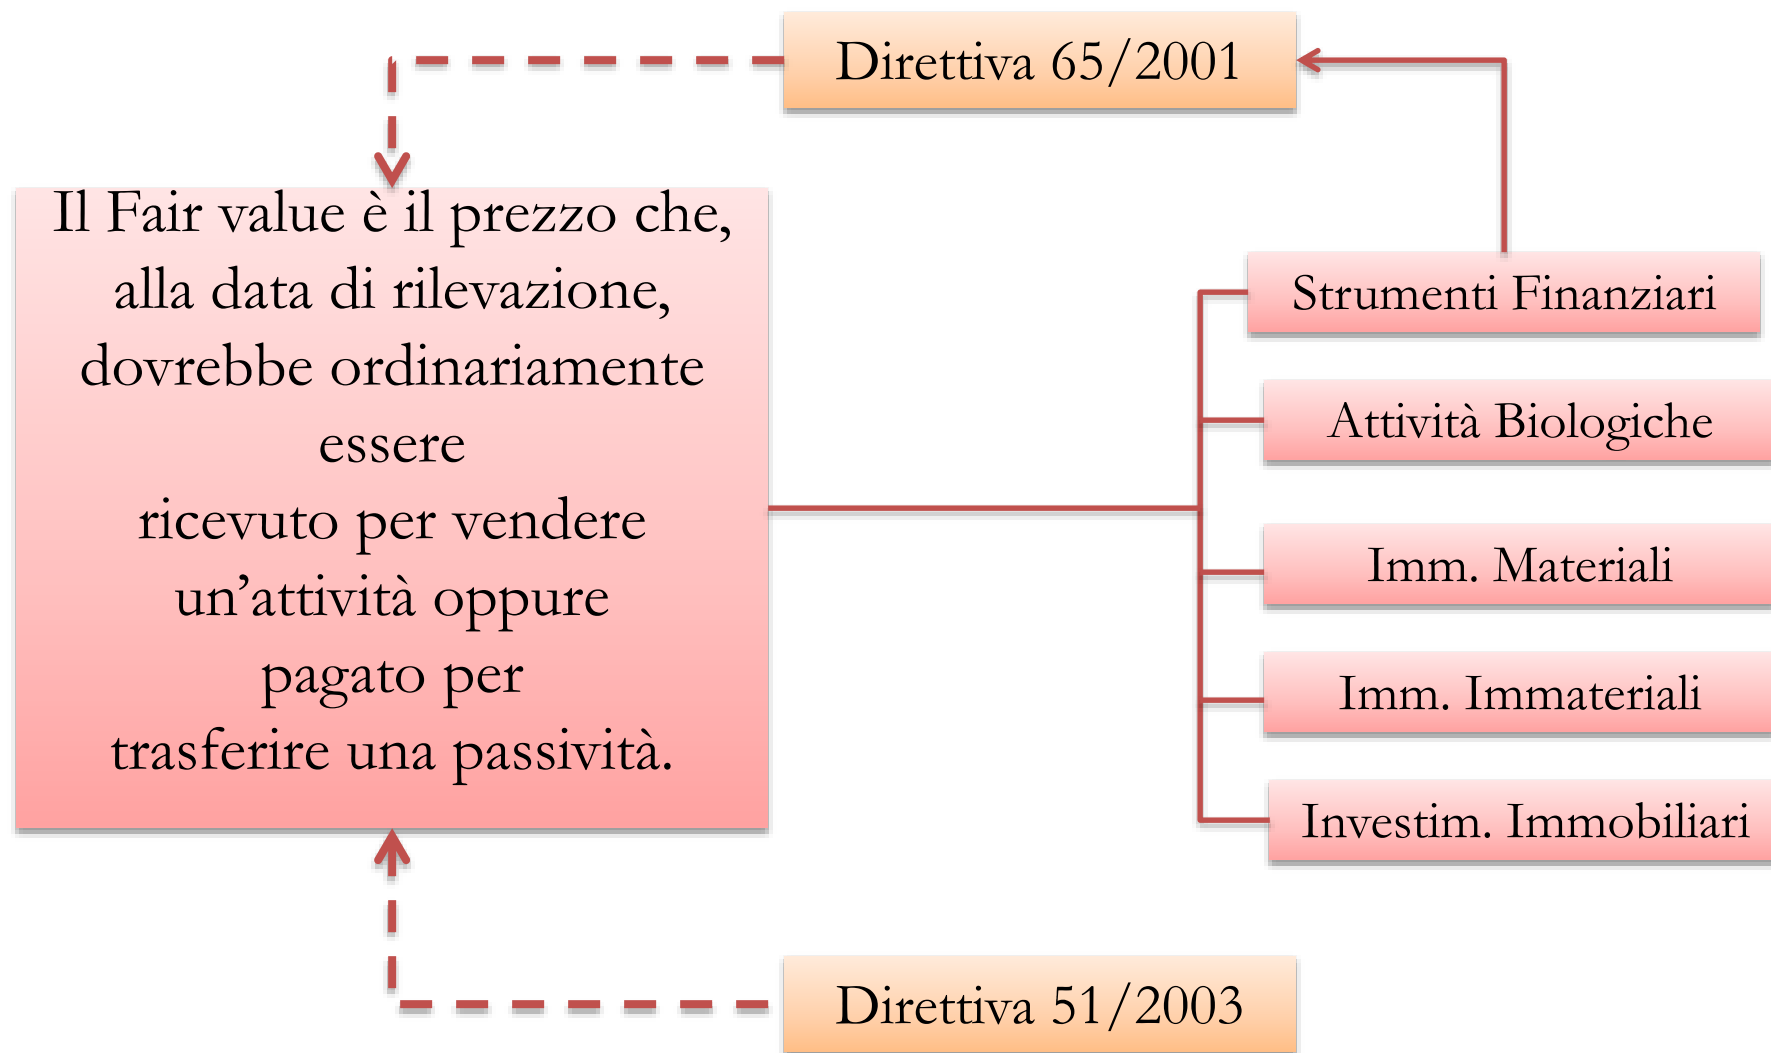 Direttiva 65/2001
Il Fair value è il prezzo che,
alla data di rilevazione,
dovrebbe ordinariamente
essere
ricevuto per vendere
un’attività oppure
pagato per
trasferire una passività.
Strumenti Finanziari
Attività Biologiche
Imm. Materiali
Imm. Immateriali
Investim. Immobiliari
Direttiva 51/2003